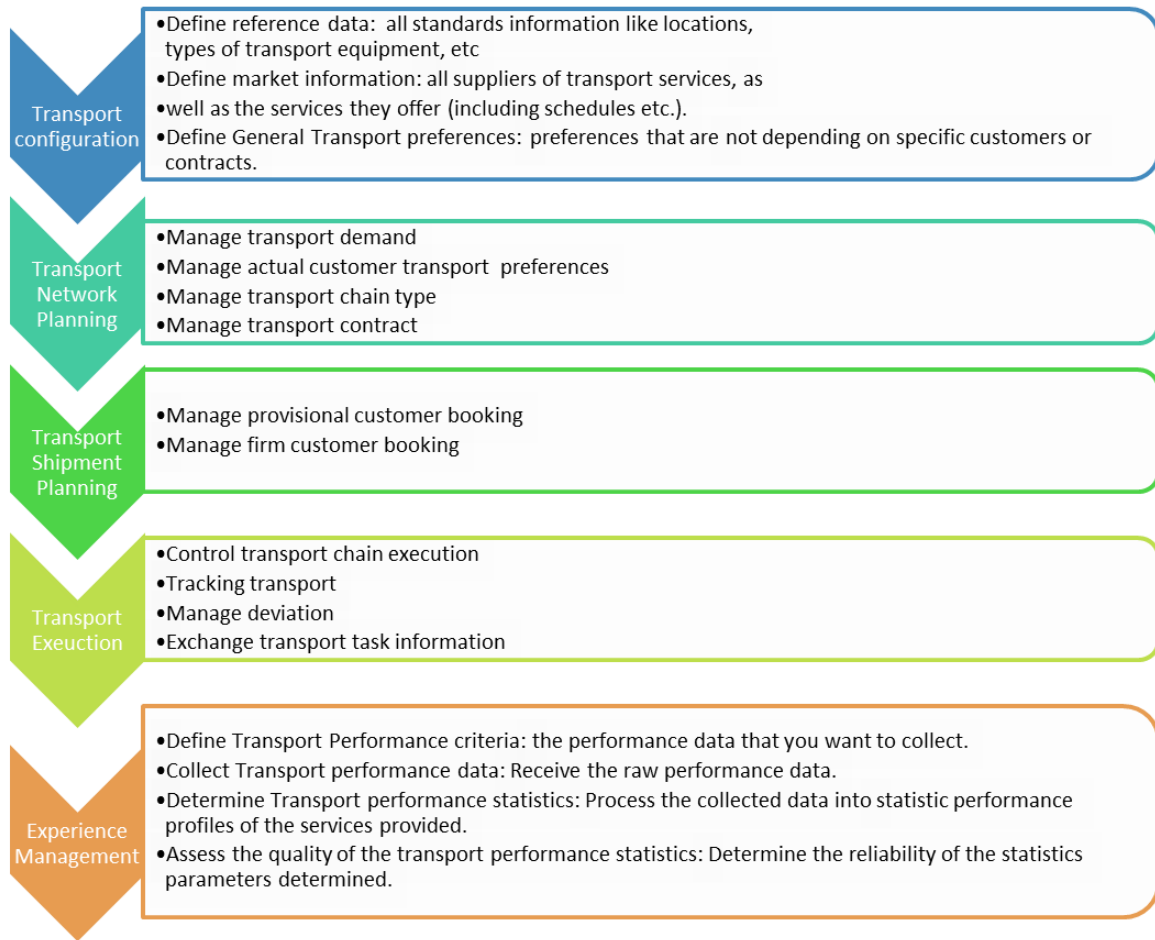 Transport
configuration
•Define reference data:  all standards information like locations,
types of transport equipment, etc
•Define market information: all suppliers of transport services, as
•well as the services they offer (including schedules etc.).
•Define General Transport preferences: preferences that are not depending on specific customers or
contracts.
Transport
Network
Planning
•Manage transport demand
•Manage actual customer transport  preferences
•Manage transport chain type
•Manage transport contract
Transport
Shipment
Planning
•Manage provisional customer booking
•Manage firm customer booking
Transport
Exeuction
•Control transport chain execution
•Tracking transport
•Manage deviation
•Exchange transport task information
Experience
Management
•Define Transport Performance criteria: the performance data that you want to collect.
•Collect Transport performance data: Receive the raw performance data.
•Determine Transport performance statistics: Process the collected data into statistic performance
profiles of the services provided.
•Assess the quality of the transport performance statistics: Determine the reliability of the statistics
parameters determined.